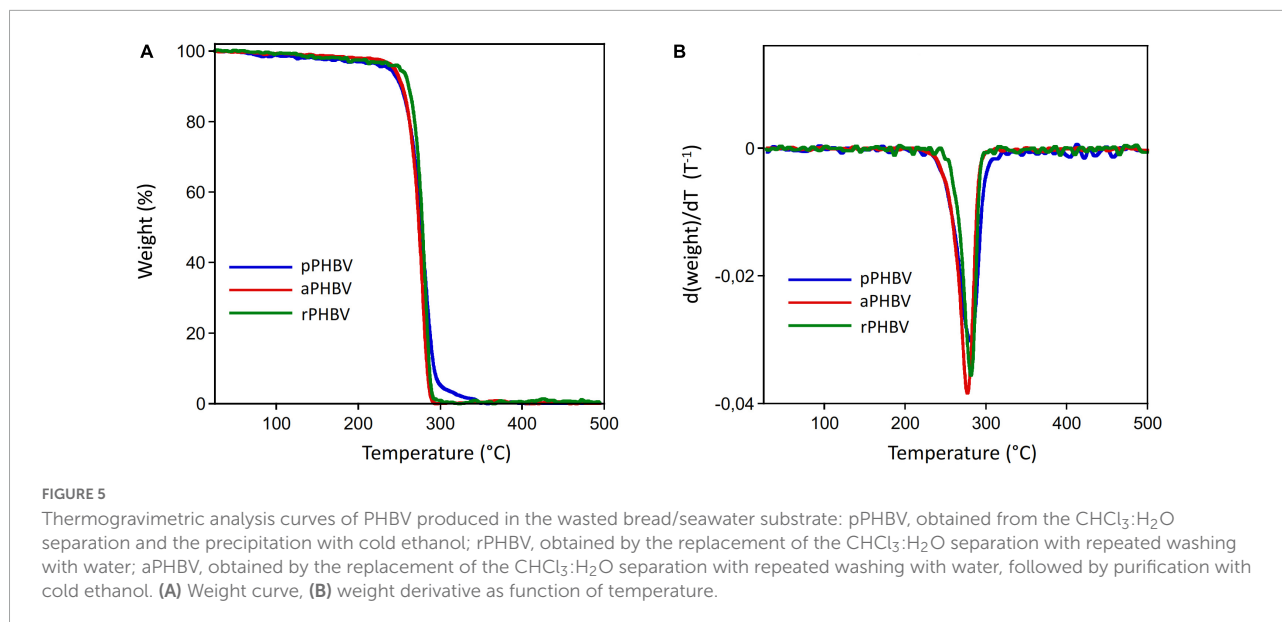 A
100
80
60
40
20
0
Weight (%)
pPHBV
aPHBV
rPHBV
100
200
300
400
500
Temperature (°C)
B
0
-0,02
-0,04
d(weight)/dT (T⁻¹)
pPHBV
aPHBV
rPHBV
100
200
300
400
500
Temperature (°C)
FIGURE 5
Thermogravimetric analysis curves of PHBV produced in the wasted bread/seawater substrate: pPHBV, obtained from the CHCl₃:H₂O
separation and the precipitation with cold ethanol; rPHBV, obtained by the replacement of the CHCl₃:H₂O separation with repeated washing
with water; aPHBV, obtained by the replacement of the CHCl₃:H₂O separation with repeated washing with water, followed by purification with
cold ethanol. (A) Weight curve, (B) weight derivative as function of temperature.